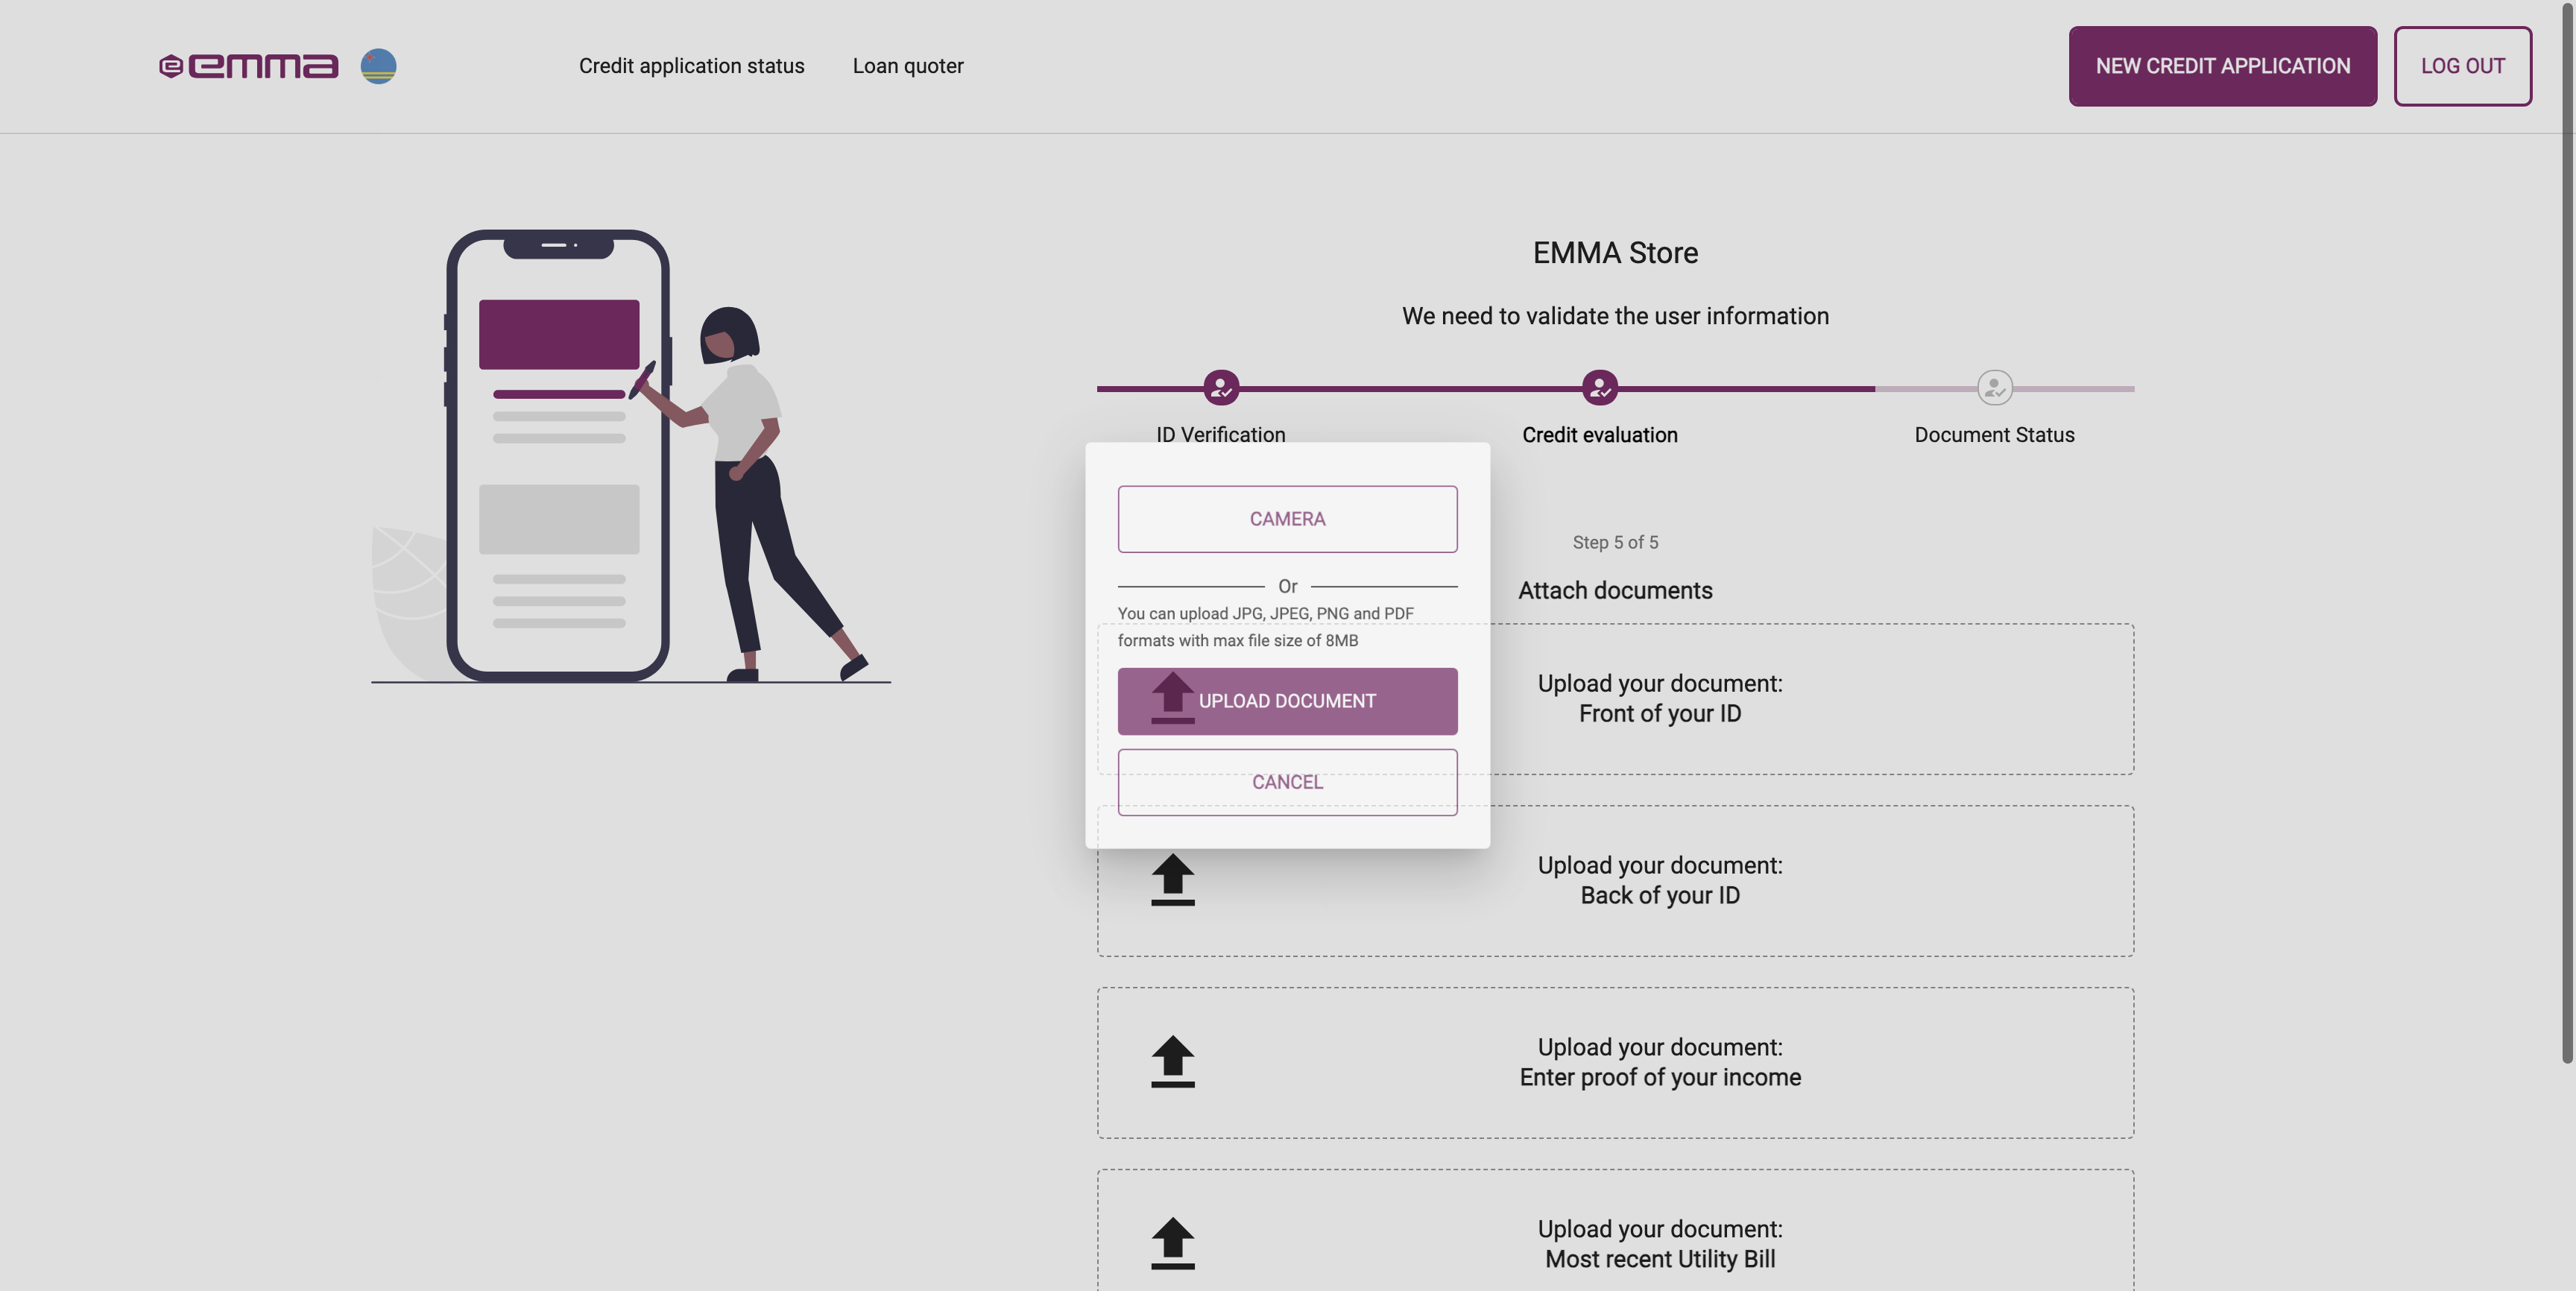 emma
Credit application status
Loan quoter
NEW CREDIT APPLICATION
LOG OUT
EMMA Store
We need to validate the user information
ID Verification
Credit evaluation
Document Status
CAMERA
Or
You can upload JPG, JPEG, PNG and PDF
formats with max file size of 8MB
UPLOAD DOCUMENT
CANCEL
Step 5 of 5
Attach documents
Upload your document:
Front of your ID
Upload your document:
Back of your ID
Upload your document:
Enter proof of your income
Upload your document:
Most recent Utility Bill